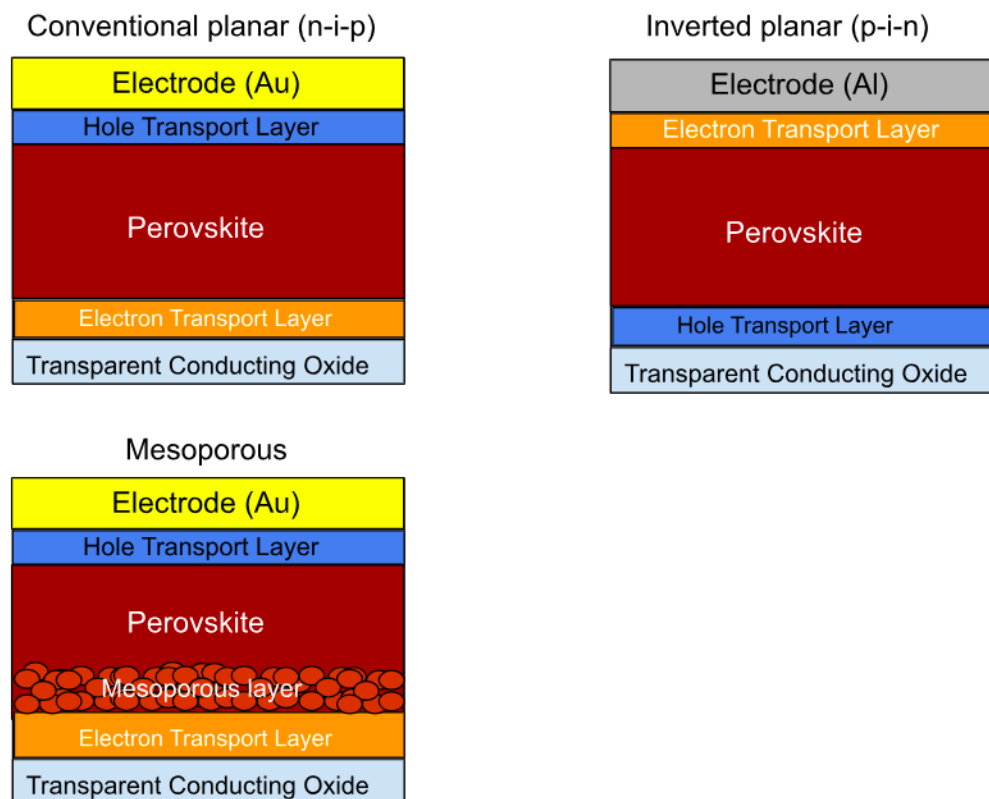 Conventional planar (n-i-p)
Electrode (Au)
Hole Transport Layer
Perovskite
Electron Transport Layer
Transparent Conducting Oxide
Inverted planar (p-i-n)
Electrode (Al)
Electron Transport Layer
Perovskite
Hole Transport Layer
Transparent Conducting Oxide
Mesoporous
Electrode (Au)
Hole Transport Layer
Perovskite
Mesoporous layer
Electron Transport Layer
Transparent Conducting Oxide